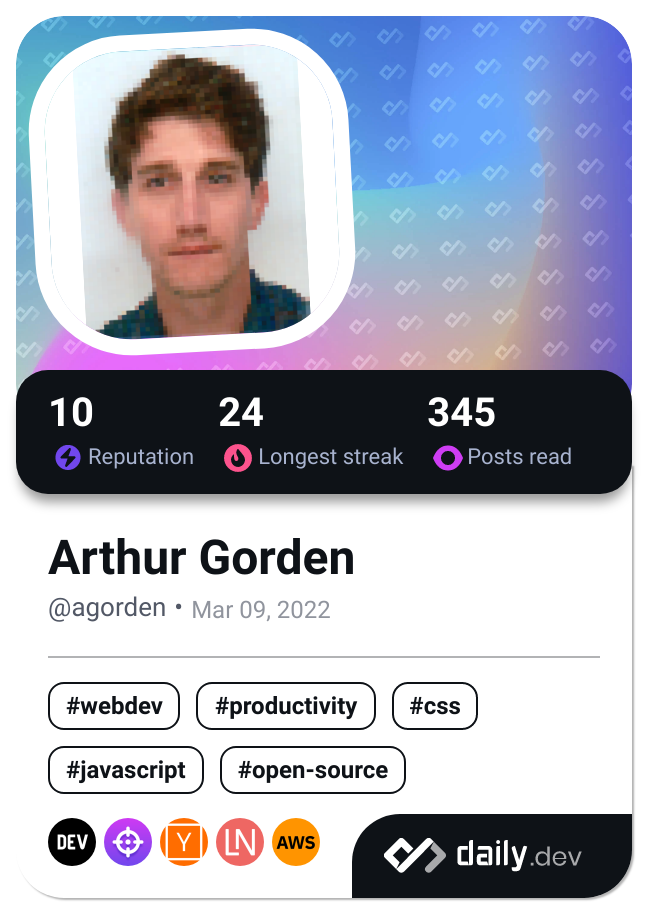 10 24 345
Reputation Longest streak Posts read
Arthur Gorden
@agorden • Mar 09, 2022
#webdev #productivity #css
#javascript #open-source
DEV Y LN AWS daily.dev